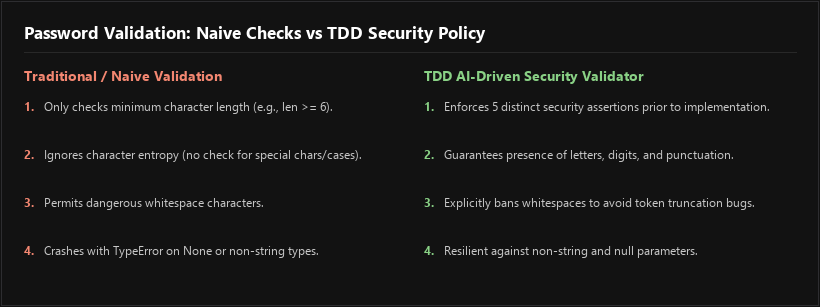 Password Validation: Naive Checks vs TDD Security Policy
Traditional / Naive Validation
1. Only checks minimum character length (e.g., len >= 6).
2. Ignores character entropy (no check for special chars/cases).
3. Permits dangerous whitespace characters.
4. Crashes with TypeError on None or non-string types.
TDD AI-Driven Security Validator
1. Enforces 5 distinct security assertions prior to implementation.
2. Guarantees presence of letters, digits, and punctuation.
3. Explicitly bans whitespaces to avoid token truncation bugs.
4. Resilient against non-string and null parameters.